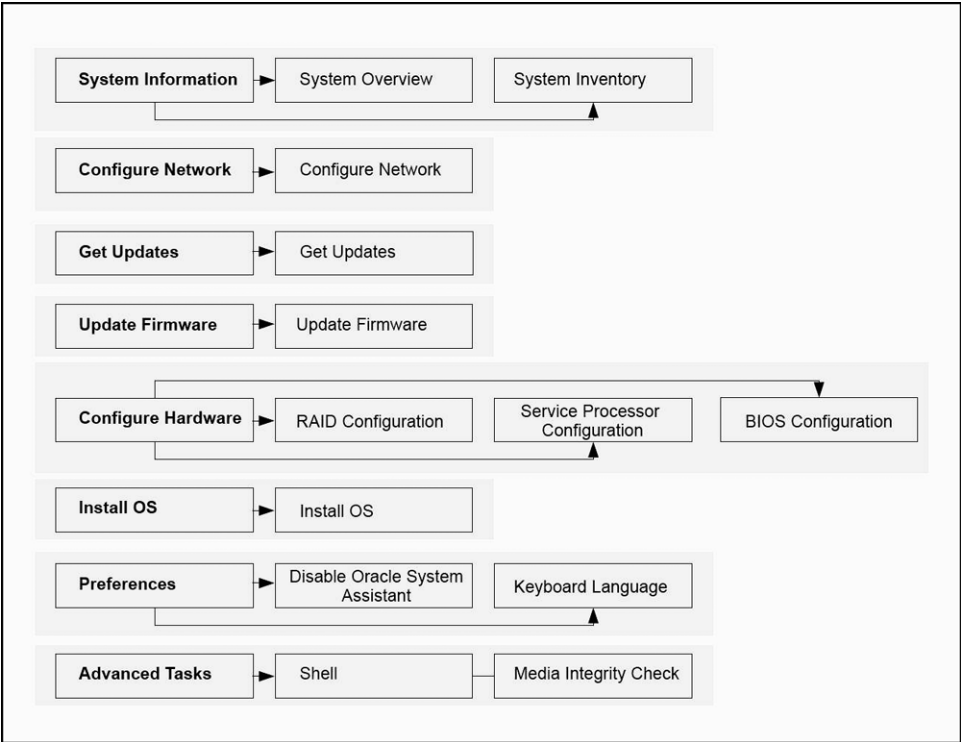 System Information
System Overview
System Inventory
Configure Network
Configure Network
Get Updates
Get Updates
Update Firmware
Update Firmware
Configure Hardware
RAID Configuration
Service Processor
Configuration
BIOS Configuration
Install OS
Install OS
Preferences
Disable Oracle System
Assistant
Keyboard Language
Advanced Tasks
Shell
Media Integrity Check